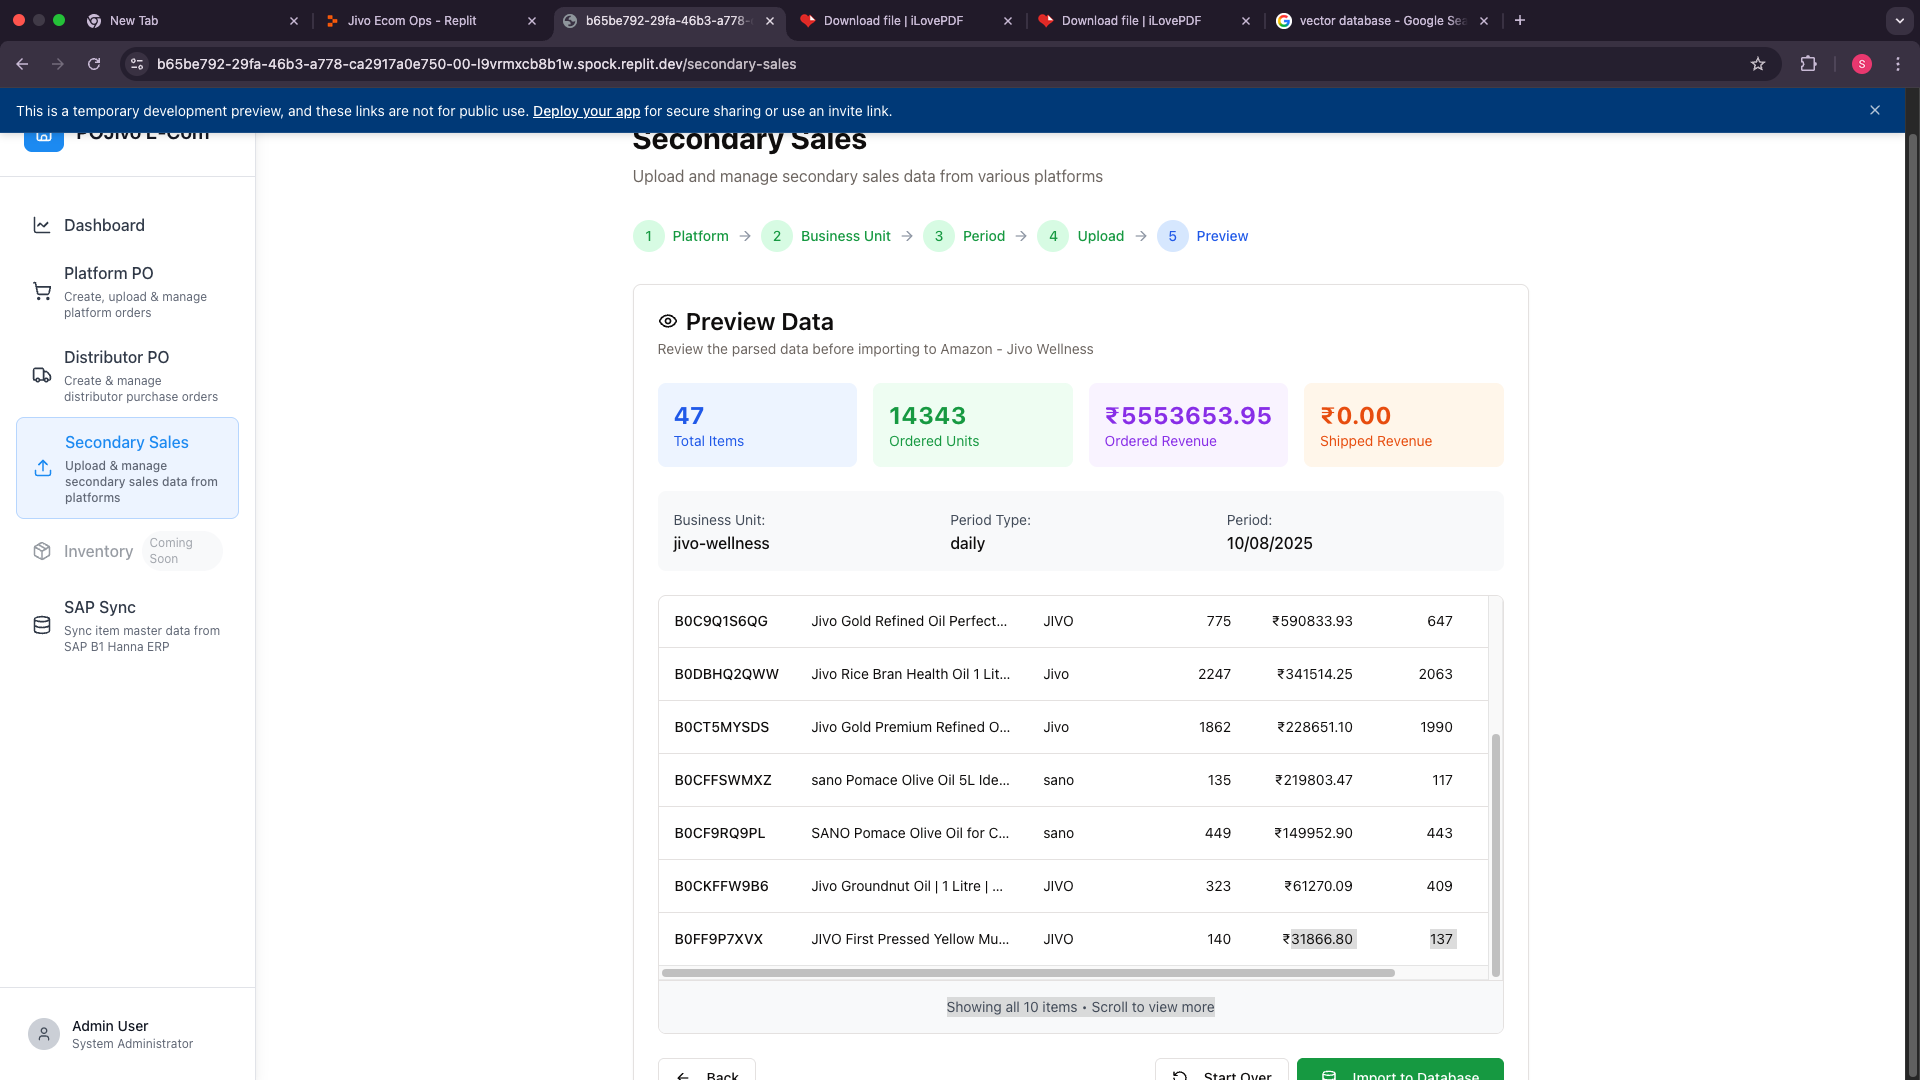 New Tab
Jivo Ecom Ops - Replit
b65be792-29fa-46b3-a778-
Download file | iLovePDF
Download file | iLovePDF
vector database - Google Sea
b65be792-29fa-46b3-a778-ca2917a0e750-00-l9vrmxcb8b1w.spock.replit.dev/secondary-sales
S
This is a temporary development preview, and these links are not for public use. Deploy your app for secure sharing or use an invite link.
POJivo E-Com
Dashboard
Platform PO
Create, upload & manage
platform orders
Distributor PO
Create & manage
distributor purchase orders
Secondary Sales
Upload & manage
secondary sales data from
platforms
Inventory
Coming
Soon
SAP Sync
Sync item master data from
SAP B1 Hanna ERP
Admin User
System Administrator
Secondary Sales
Upload and manage secondary sales data from various platforms
1 Platform → 2 Business Unit → 3 Period → 4 Upload → 5 Preview
Preview Data
Review the parsed data before importing to Amazon - Jivo Wellness
47
Total Items
14343
Ordered Units
₹5553653.95
Ordered Revenue
₹0.00
Shipped Revenue
Business Unit:
jivo-wellness
Period Type:
daily
Period:
10/08/2025
B0C9Q1S6QG Jivo Gold Refined Oil Perfect... JIVO 775 ₹590833.93 647
B0DBHQ2QWW Jivo Rice Bran Health Oil 1 Lit... Jivo 2247 ₹341514.25 2063
B0CT5MYSDS Jivo Gold Premium Refined O... Jivo 1862 ₹228651.10 1990
B0CFFSWMXZ sano Pomace Olive Oil 5L Ide... sano 135 ₹219803.47 117
B0CF9RQ9PL SANO Pomace Olive Oil for C... sano 449 ₹149952.90 443
B0CKFFW9B6 Jivo Groundnut Oil | 1 Litre | ... JIVO 323 ₹61270.09 409
B0FF9P7XVX JIVO First Pressed Yellow Mu... JIVO 140 ₹31866.80 137
Showing all 10 items • Scroll to view more
Back
Start Over
Import to Database